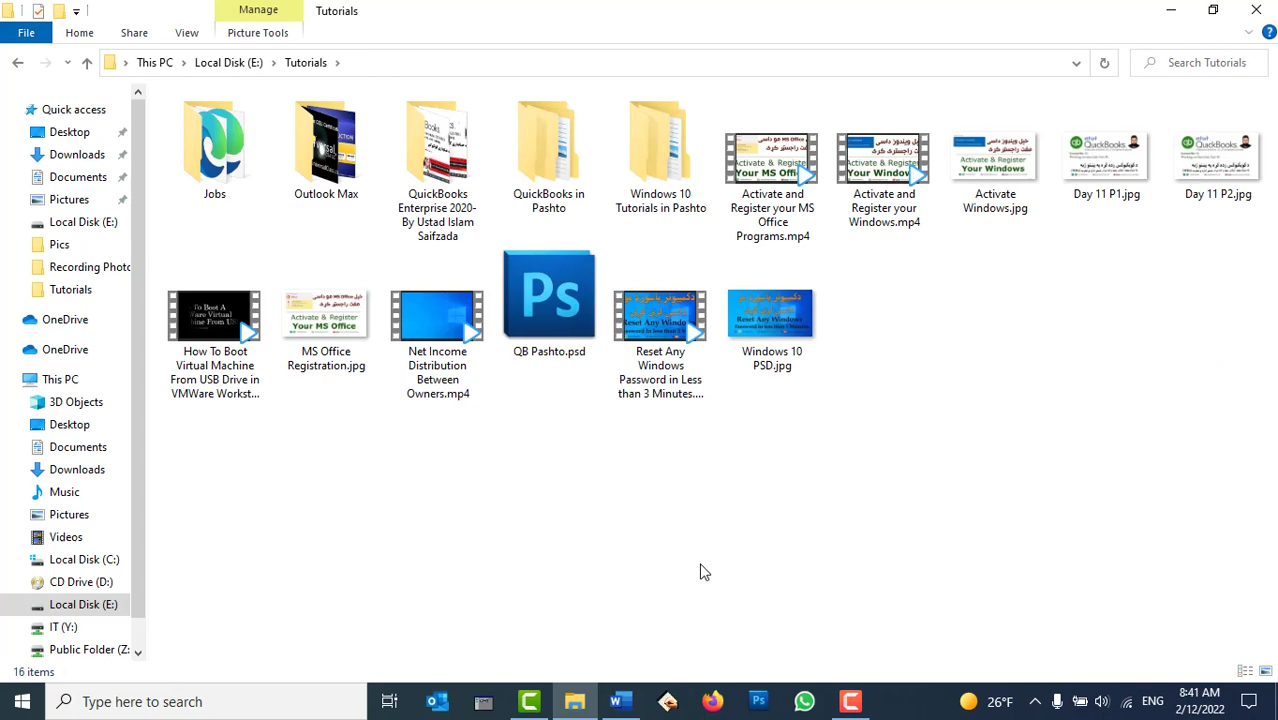 Manage
Tutorials
File
Home
Share
View
Picture Tools
This PC
Local Disk (E:)
Tutorials
Search Tutorials
Quick access
Desktop
Downloads
Documents
Pictures
Local Disk (E:)
Pics
Recording Photo
Tutorials
OneDrive
OneDrive
This PC
3D Objects
Desktop
Documents
Downloads
Music
Pictures
Videos
Local Disk (C:)
CD Drive (D:)
Local Disk (E:)
IT (Y:)
Public Folder (Z:
Jobs
Outlook Max
QuickBooks
Enterprise 2020-
By Ustad Islam
Saifzada
QuickBooks in
Pashto
Windows 10
Tutorials in Pashto
Activate and
Register your MS
Office
Programs.mp4
Activate and
Register your
Windows.mp4
Activate
Windows.jpg
Day 11 P1.jpg
Day 11 P2.jpg
How To Boot
Virtual Machine
From USB Drive in
VMWare Workst...
MS Office
Registration.jpg
Net Income
Distribution
Between
Owners.mp4
Ps
QB Pashto.psd
Reset Any
Windows
Password in Less
than 3 Minutes....
Windows 10
PSD.jpg
16 items
Type here to search
26°F
ENG
8:41 AM
2/12/2022